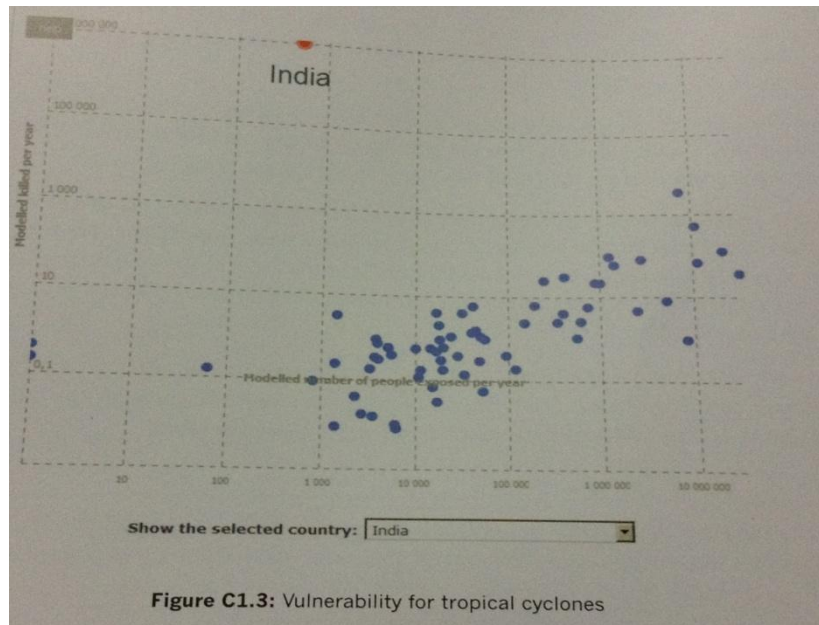 000 000
India
100 000
Modelled killed per year
1 000
10
0,1
Modelled number of people exposed per year
10 100 1 000 10 000 100 000 1 000 000 10 000 000
Show the selected country: India
Figure C1.3: Vulnerability for tropical cyclones